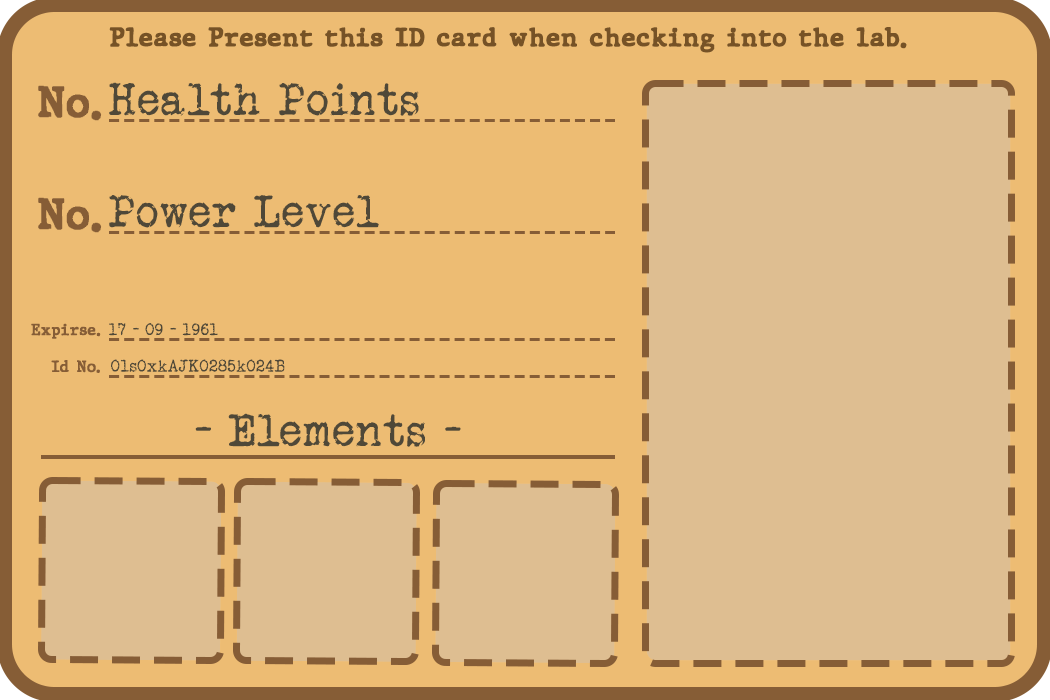 Please Present this ID card when checking into the lab.
No. Health Points
No. Power Level
Expirse. 17 - 09 - 1961
Id No. 01s0xkAJK0285k024B
- Elements -